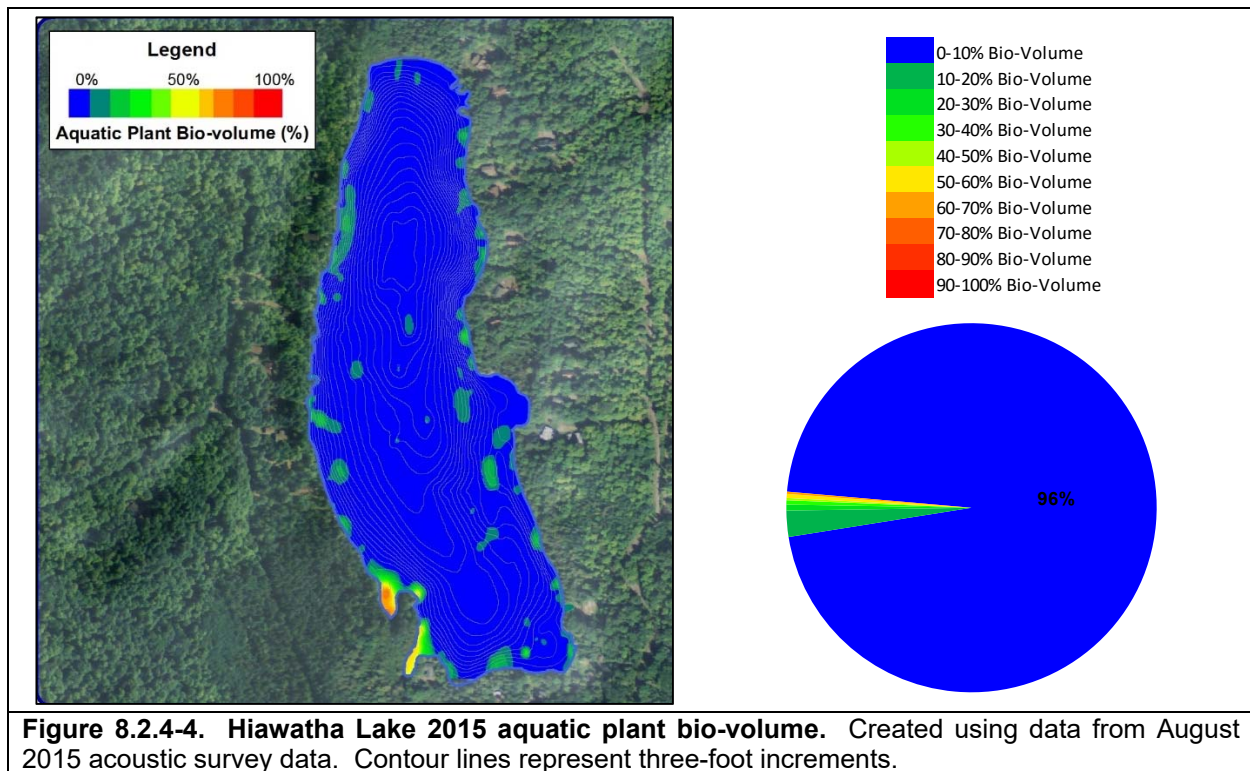 Legend
0% 50% 100%
Aquatic Plant Bio-volume (%)
0-10% Bio-Volume
10-20% Bio-Volume
20-30% Bio-Volume
30-40% Bio-Volume
40-50% Bio-Volume
50-60% Bio-Volume
60-70% Bio-Volume
70-80% Bio-Volume
80-90% Bio-Volume
90-100% Bio-Volume
96%
Figure 8.2.4-4. Hiawatha Lake 2015 aquatic plant bio-volume. Created using data from August
2015 acoustic survey data. Contour lines represent three-foot increments.